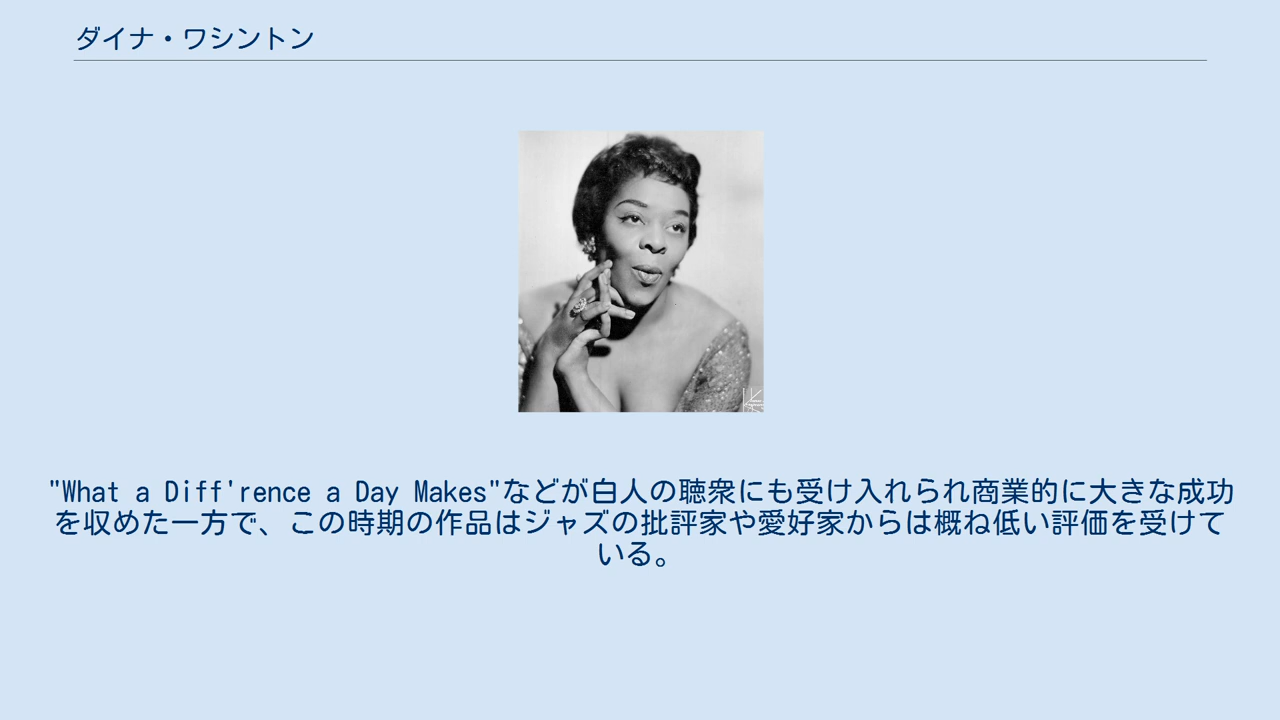 ダイナ・ワシントン
"What a Diff'rence a Day Makes"などが白人の聴衆にも受け入れられ商業的に大きな成功
を収めた一方で、この時期の作品はジャズの批評家や愛好家からは概ね低い評価を受けて
いる。